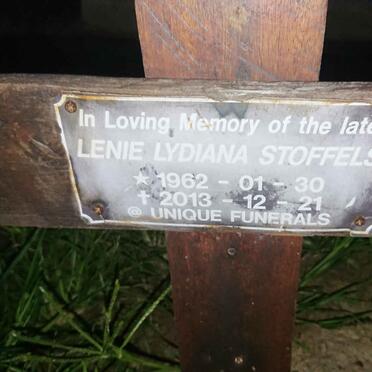 In Loving Memory of the late
LENIE LYDIANA STOFFELS
★ 1962 - 01 - 30
✝ 2013 - 12 - 21
@ UNIQUE FUNERALS